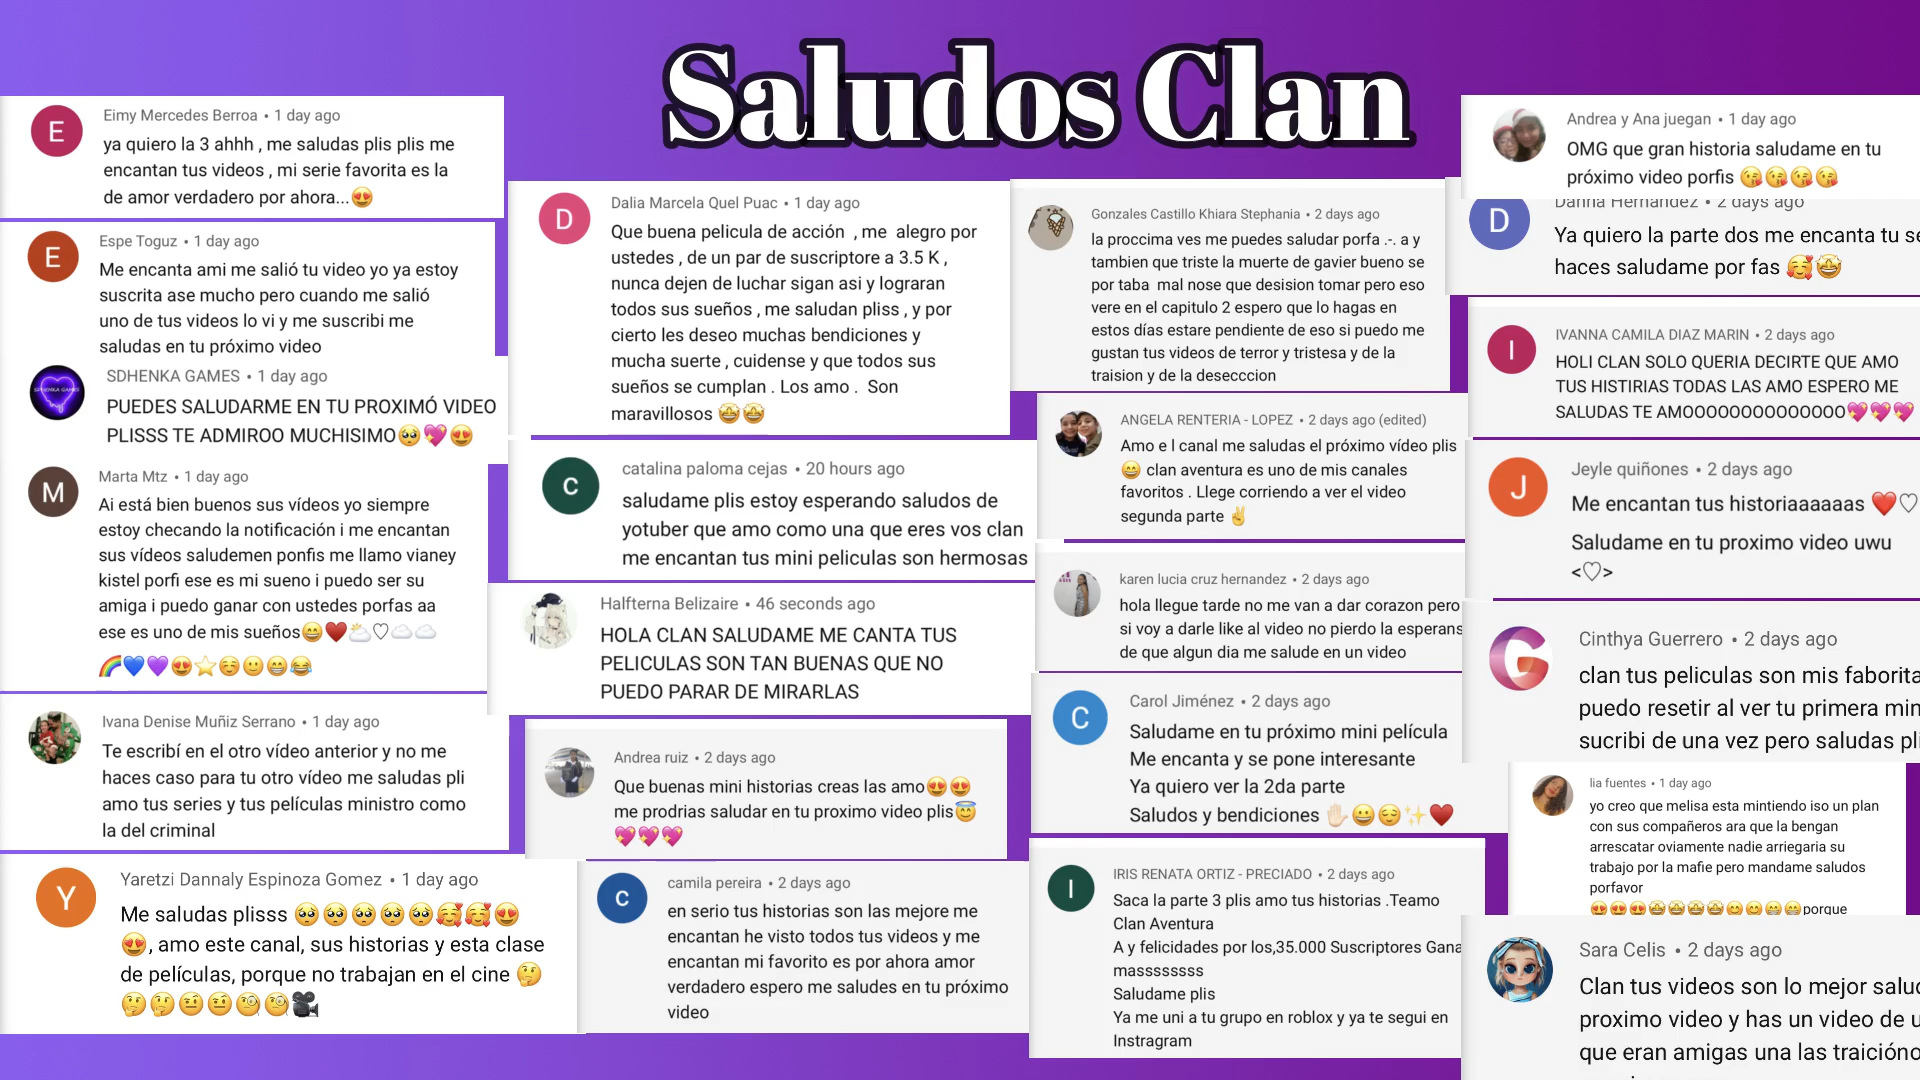 Saludos Clan
Eimy Mercedes Berroa • 1 day ago
ya quiero la 3 ahhh , me saludas plis plis me
encantan tus videos , mi serie favorita es la
de amor verdadero por ahora...😍
Espe Toguz • 1 day ago
Me encanta ami me salió tu video yo ya estoy
suscrita ase mucho pero cuando me salió
uno de tus videos lo vi y me suscribi me
saludas en tu próximo video
SDHENKA GAMES • 1 day ago
PUEDES SALUDARME EN TU PROXIMÓ VIDEO
PLISSS TE ADMIROO MUCHISIMO🥺💖😍
Marta Mtz • 1 day ago
Ai está bien buenos sus vídeos yo siempre
estoy checando la notificación i me encantan
sus vídeos saludemen ponfis me llamo vianey
kistel porfi ese es mi sueno i puedo ser su
amiga i puedo ganar con ustedes porfas aa
ese es uno de mis sueños😄❤️🌥️♡☁️☁️
🌈💙💜😍⭐☺️🙂😁😂
Ivana Denise Muñiz Serrano • 1 day ago
Te escribí en el otro vídeo anterior y no me
haces caso para tu otro vídeo me saludas pli
amo tus series y tus películas ministro como
la del criminal
Yaretzi Dannaly Espinoza Gomez • 1 day ago
Me saludas plisss 🥺🥺🥺🥺🥺🥰🥰😍
😍, amo este canal, sus historias y esta clase
de películas, porque no trabajan en el cine 🤔
🤔🤔😐😐🧐🧐🎥
Dalia Marcela Quel Puac • 1 day ago
Que buena pelicula de acción , me alegro por
ustedes , de un par de suscriptore a 3.5 K ,
nunca dejen de luchar sigan asi y lograran
todos sus sueños , me saludan pliss , y por
cierto les deseo muchas bendiciones y
mucha suerte , cuidense y que todos sus
sueños se cumplan . Los amo . Son
maravillosos 🤩🤩
catalina paloma cejas • 20 hours ago
saludame plis estoy esperando saludos de
yotuber que amo como una que eres vos clan
me encantan tus mini peliculas son hermosas
Halfterna Belizaire • 46 seconds ago
HOLA CLAN SALUDAME ME CANTA TUS
PELICULAS SON TAN BUENAS QUE NO
PUEDO PARAR DE MIRARLAS
Andrea ruiz • 2 days ago
Que buenas mini historias creas las amo😍😍
me prodrias saludar en tu proximo video plis😇
💖💖💖
camila pereira • 2 days ago
en serio tus historias son las mejore me
encantan he visto todos tus videos y me
encantan mi favorito es por ahora amor
verdadero espero me saludes en tu próximo
video
Gonzales Castillo Khiara Stephania • 2 days ago
la proccima ves me puedes saludar porfa .-. a y
tambien que triste la muerte de gavier bueno se
por taba mal nose que desision tomar pero eso
vere en el capitulo 2 espero que lo hagas en
estos días estare pendiente de eso si puedo me
gustan tus videos de terror y tristesa y de la
traision y de la desecccion
ANGELA RENTERIA - LOPEZ • 2 days ago (edited)
Amo e l canal me saludas el próximo vídeo plis
😄 clan aventura es uno de mis canales
favoritos . Llege corriendo a ver el video
segunda parte ✌️
karen lucia cruz hernandez • 2 days ago
hola llegue tarde no me van a dar corazon pero
si voy a darle like al video no pierdo la esperans
de que algun dia me salude en un video
Carol Jiménez • 2 days ago
Saludame en tu próximo mini película
Me encanta y se pone interesante
Ya quiero ver la 2da parte
Saludos y bendiciones 🖐🏻😀😌✨❤️
IRIS RENATA ORTIZ - PRECIADO • 2 days ago
Saca la parte 3 plis amo tus historias .Teamo
Clan Aventura
A y felicidades por los,35.000 Suscriptores Gana
massssssss
Saludame plis
Ya me uni a tu grupo en roblox y ya te segui en
Instragram
Andrea y Ana juegan • 1 day ago
OMG que gran historia saludame en tu
próximo video porfis 😘😘😘😘
Danna Hernandez • 2 days ago
Ya quiero la parte dos me encanta tu se
haces saludame por fas 🥰🤩
IVANNA CAMILA DIAZ MARIN • 2 days ago
HOLI CLAN SOLO QUERIA DECIRTE QUE AMO
TUS HISTIRIAS TODAS LAS AMO ESPERO ME
SALUDAS TE AMOOOOOOOOOOOOOO💖💖💖
Jeyle quiñones • 2 days ago
Me encantan tus historiaaaaaas ❤️♡
Saludame en tu proximo video uwu
<♡>
Cinthya Guerrero • 2 days ago
clan tus peliculas son mis faborita
puedo resetir al ver tu primera min
sucribi de una vez pero saludas pli
lia fuentes • 1 day ago
yo creo que melisa esta mintiendo iso un plan
con sus compañeros ara que la bengan
arrescatar oviamente nadie arriegaria su
trabajo por la mafie pero mandame saludos
porfavor
😍😍😍🤩🤩🤩🤩😊😊😁😁porque
Sara Celis • 2 days ago
Clan tus videos son lo mejor saluc
proximo video y has un video de u
que eran amigas una las traicióno